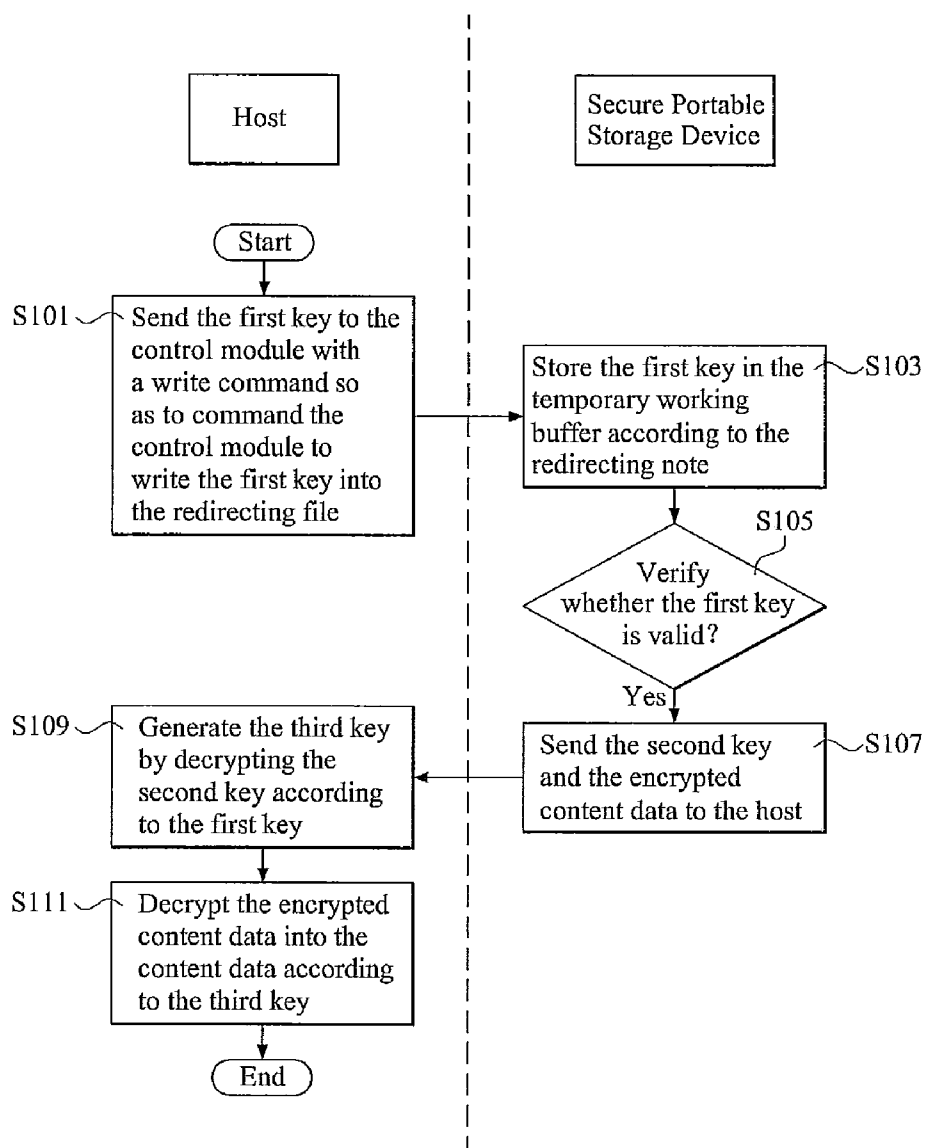 Host
Secure Portable
Storage Device
Start
S101
Send the first key to the
control module with
a write command so
as to command the
control module to
write the first key into
the redirecting file
Store the first key in the
temporary working
buffer according to the
redirecting note
S103
S105
Verify
whether the first key
is valid?
Yes
Send the second key
and the encrypted
content data to the host
S107
S109
Generate the third key
by decrypting the
second key according
to the first key
S111
Decrypt the encrypted
content data into the
content data according
to the third key
End